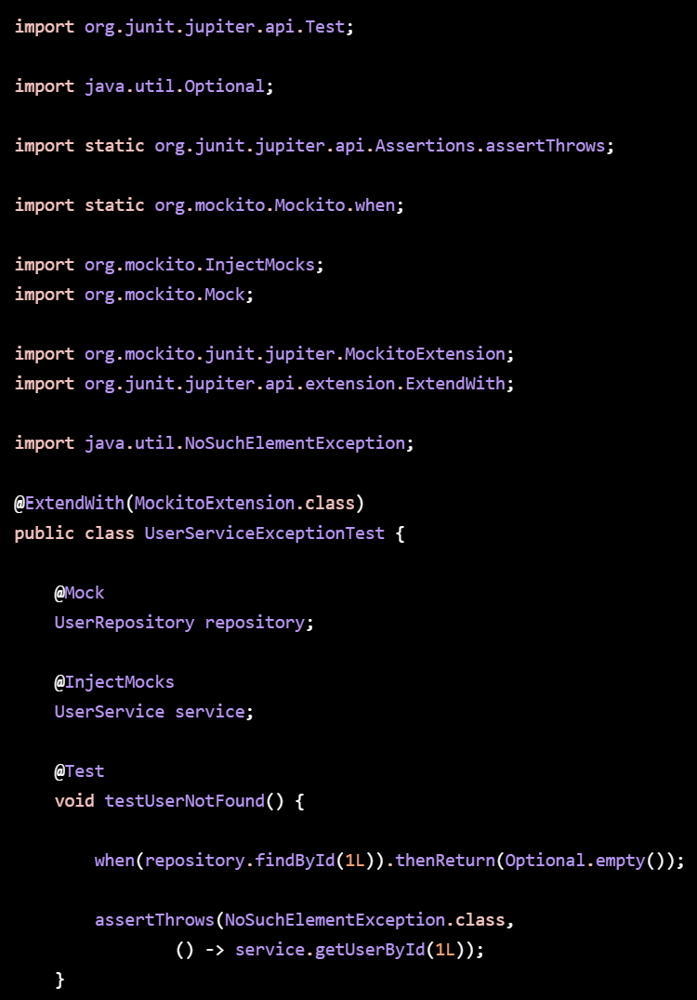 import org.junit.jupiter.api.Test;
import java.util.Optional;
import static org.junit.jupiter.api.Assertions.assertThrows;
import static org.mockito.Mockito.when;
import org.mockito.InjectMocks;
import org.mockito.Mock;
import org.mockito.junit.jupiter.MockitoExtension;
import org.junit.jupiter.api.extension.ExtendWith;
import java.util.NoSuchElementException;
@ExtendWith(MockitoExtension.class)
public class UserServiceExceptionTest {
    @Mock
    UserRepository repository;
    @InjectMocks
    UserService service;
    @Test
    void testUserNotFound() {
        when(repository.findById(1L)).thenReturn(Optional.empty());
        assertThrows(NoSuchElementException.class,
                () -> service.getUserById(1L));
    }